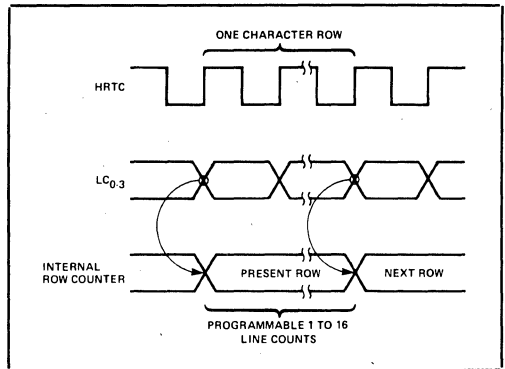 ONE CHARACTER ROW
HRTC
LC0-3
INTERNAL
ROW COUNTER
PRESENT ROW
NEXT ROW
PROGRAMMABLE 1 TO 16
LINE COUNTS